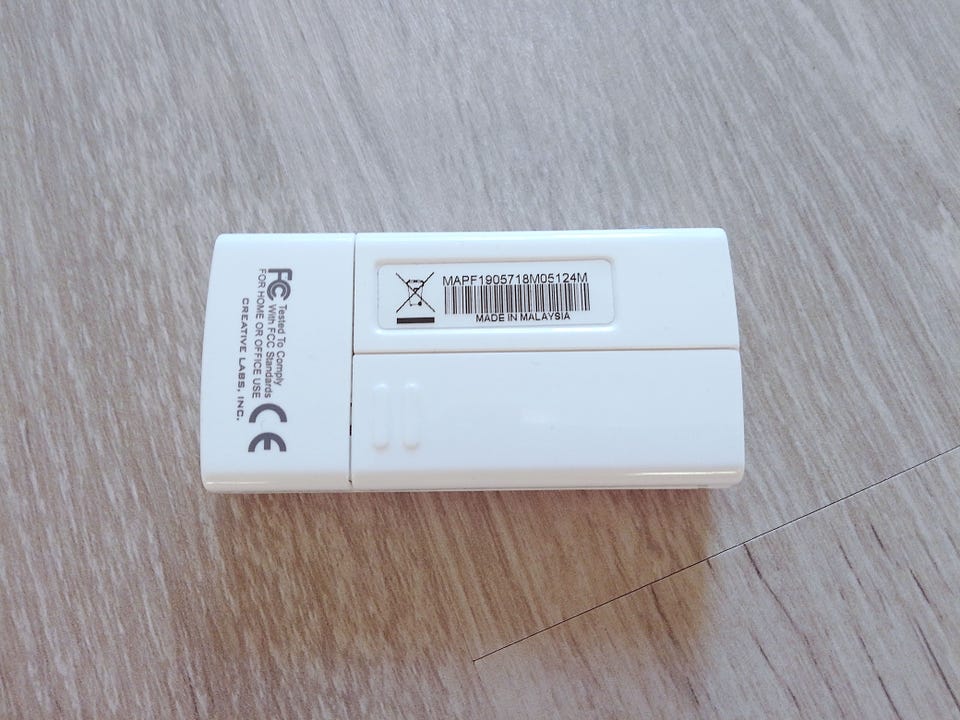 MAPF1905718M05124M
MADE IN MALAYSIA
FC Tested To Comply
With FCC Standards
FOR HOME OR OFFICE USE
CE
CREATIVE LABS, INC.